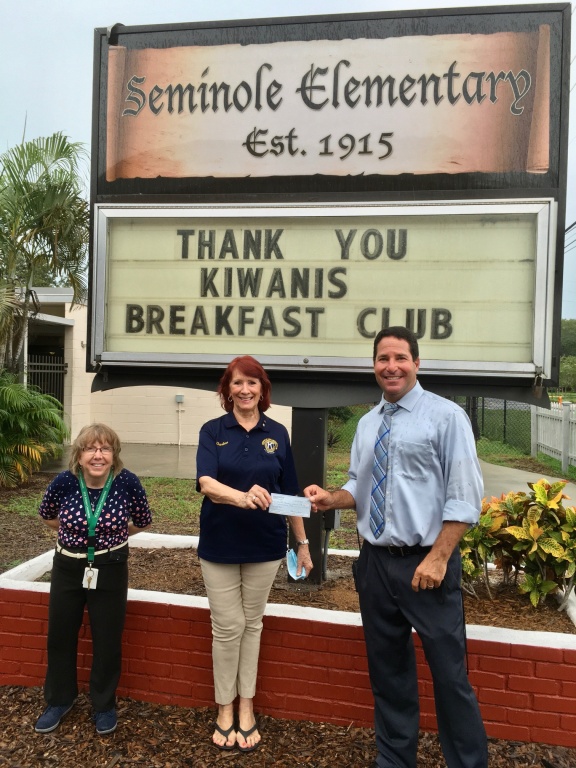 Seminole Elementary
Est. 1915
THANK YOU
KIWANIS
BREAKFAST CLUB